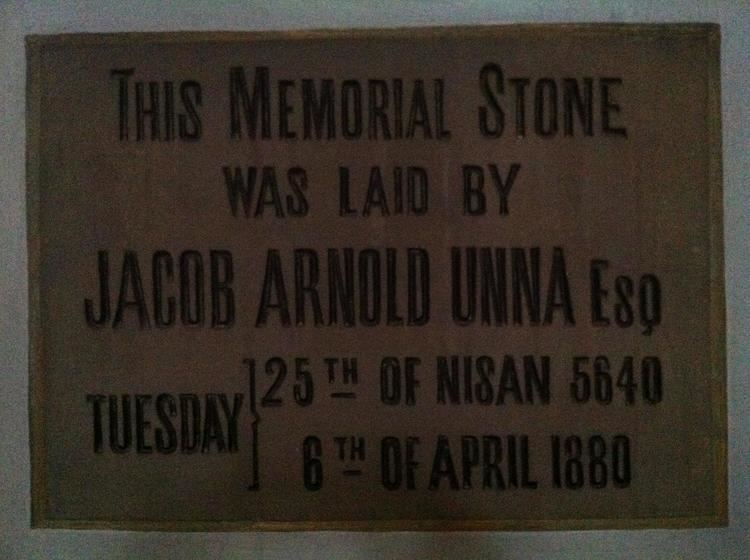 THIS MEMORIAL STONE
WAS LAID BY
JACOB ARNOLD UNNA ESQ
TUESDAY } 25TH OF NISAN 5640
6TH OF APRIL 1880